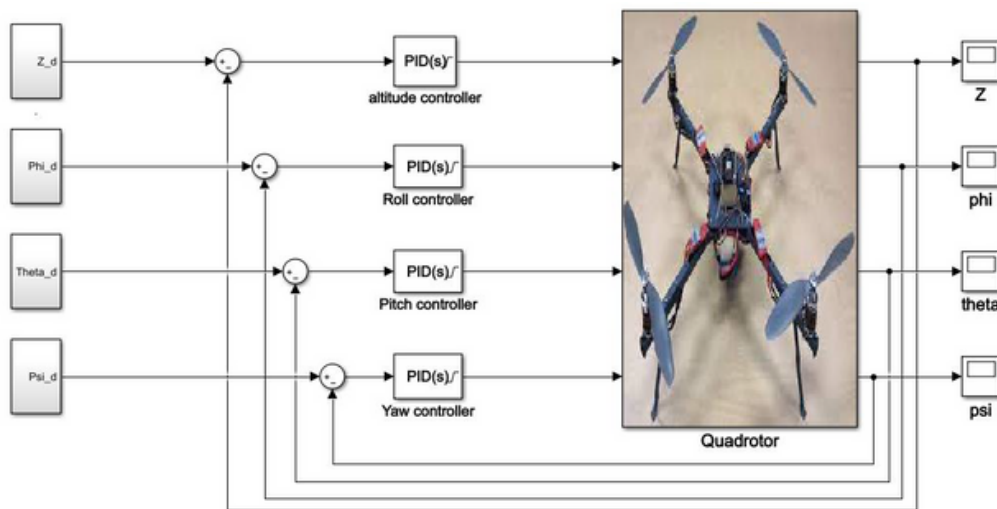 Z_d
PID(s)
altitude controller
Z
Phi_d
PID(s)
Roll controller
phi
Theta_d
PID(s)
Pitch controller
theta
Psi_d
PID(s)
Yaw controller
psi
Quadrotor